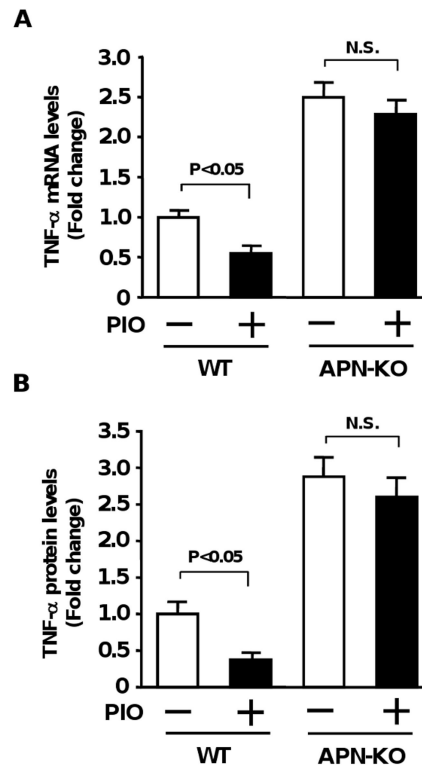 A
TNF-α mRNA levels
(Fold change)
3.0
2.5
2.0
1.5
1.0
0.5
0
P<0.05
N.S.
PIO − + − +
WT APN-KO
B
TNF-α protein levels
(Fold change)
3.5
3.0
2.5
2.0
1.5
1.0
0.5
0
P<0.05
N.S.
PIO − + − +
WT APN-KO